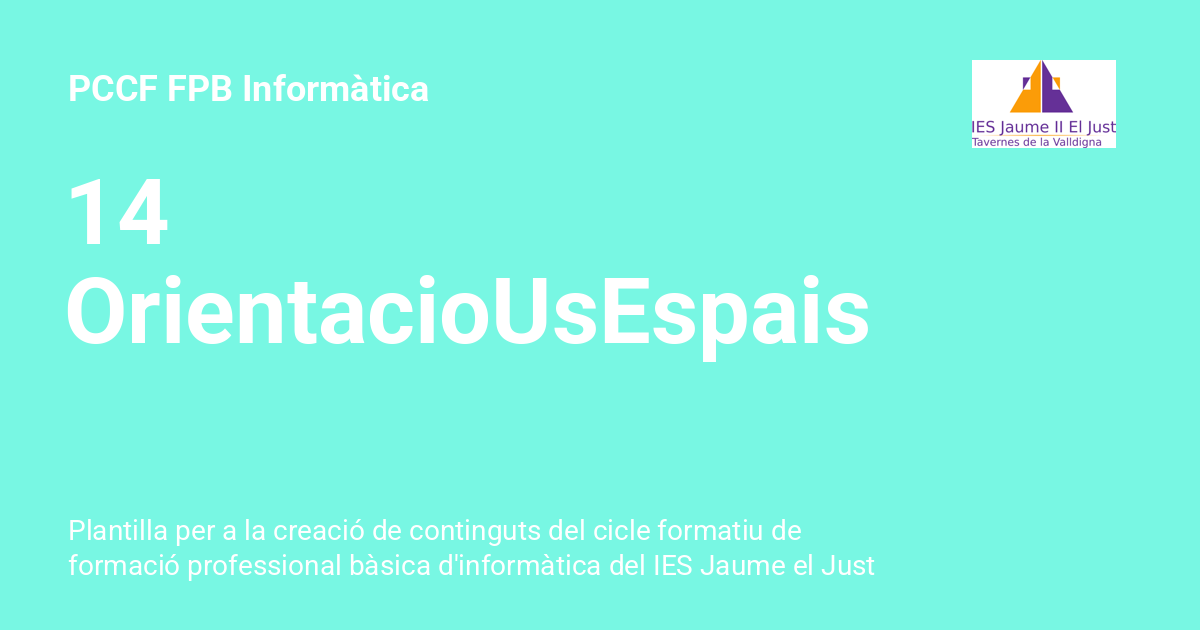 PCCF FPB Informàtica
IES Jaume II El Just
Tavernes de la Valldigna
14
OrientacioUsEspais
Plantilla per a la creació de continguts del cicle formatiu de
formació professional bàsica d'informàtica del IES Jaume el Just